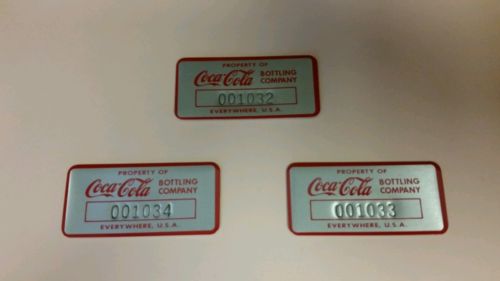 PROPERTY OF
Coca-Cola BOTTLING COMPANY
001032
EVERYWHERE, U.S.A.
PROPERTY OF
Coca-Cola BOTTLING COMPANY
001034
EVERYWHERE, U.S.A.
PROPERTY OF
Coca-Cola BOTTLING COMPANY
001033
EVERYWHERE, U.S.A.